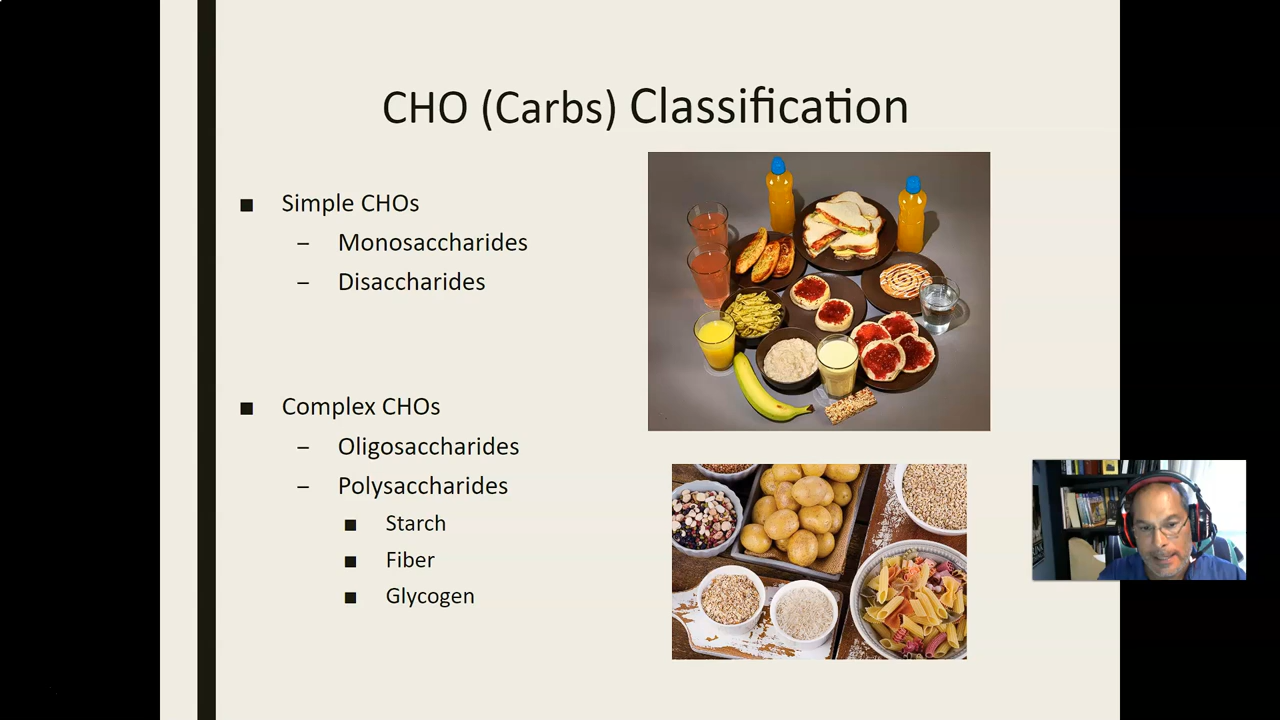 CHO (Carbs) Classification
■ Simple CHOs
– Monosaccharides
– Disaccharides
■ Complex CHOs
– Oligosaccharides
– Polysaccharides
■ Starch
■ Fiber
■ Glycogen